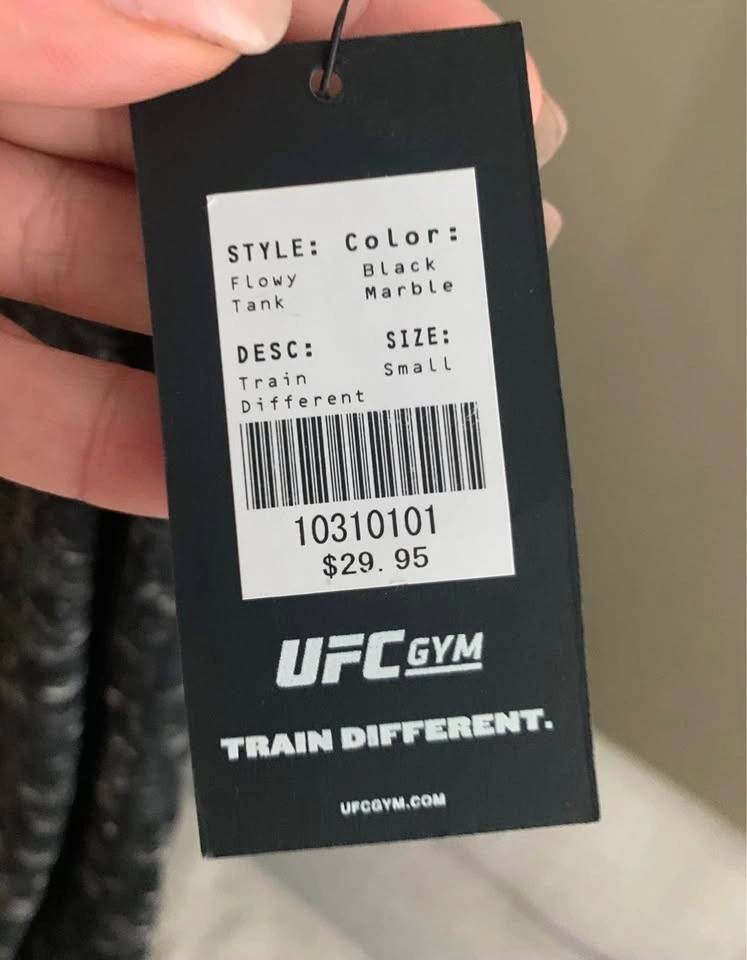 STYLE: Color:
Flowy Black
Tank Marble
DESC: SIZE:
Train Small
Different
10310101
$29.95
UFC GYM
TRAIN DIFFERENT.
UFCGYM.COM